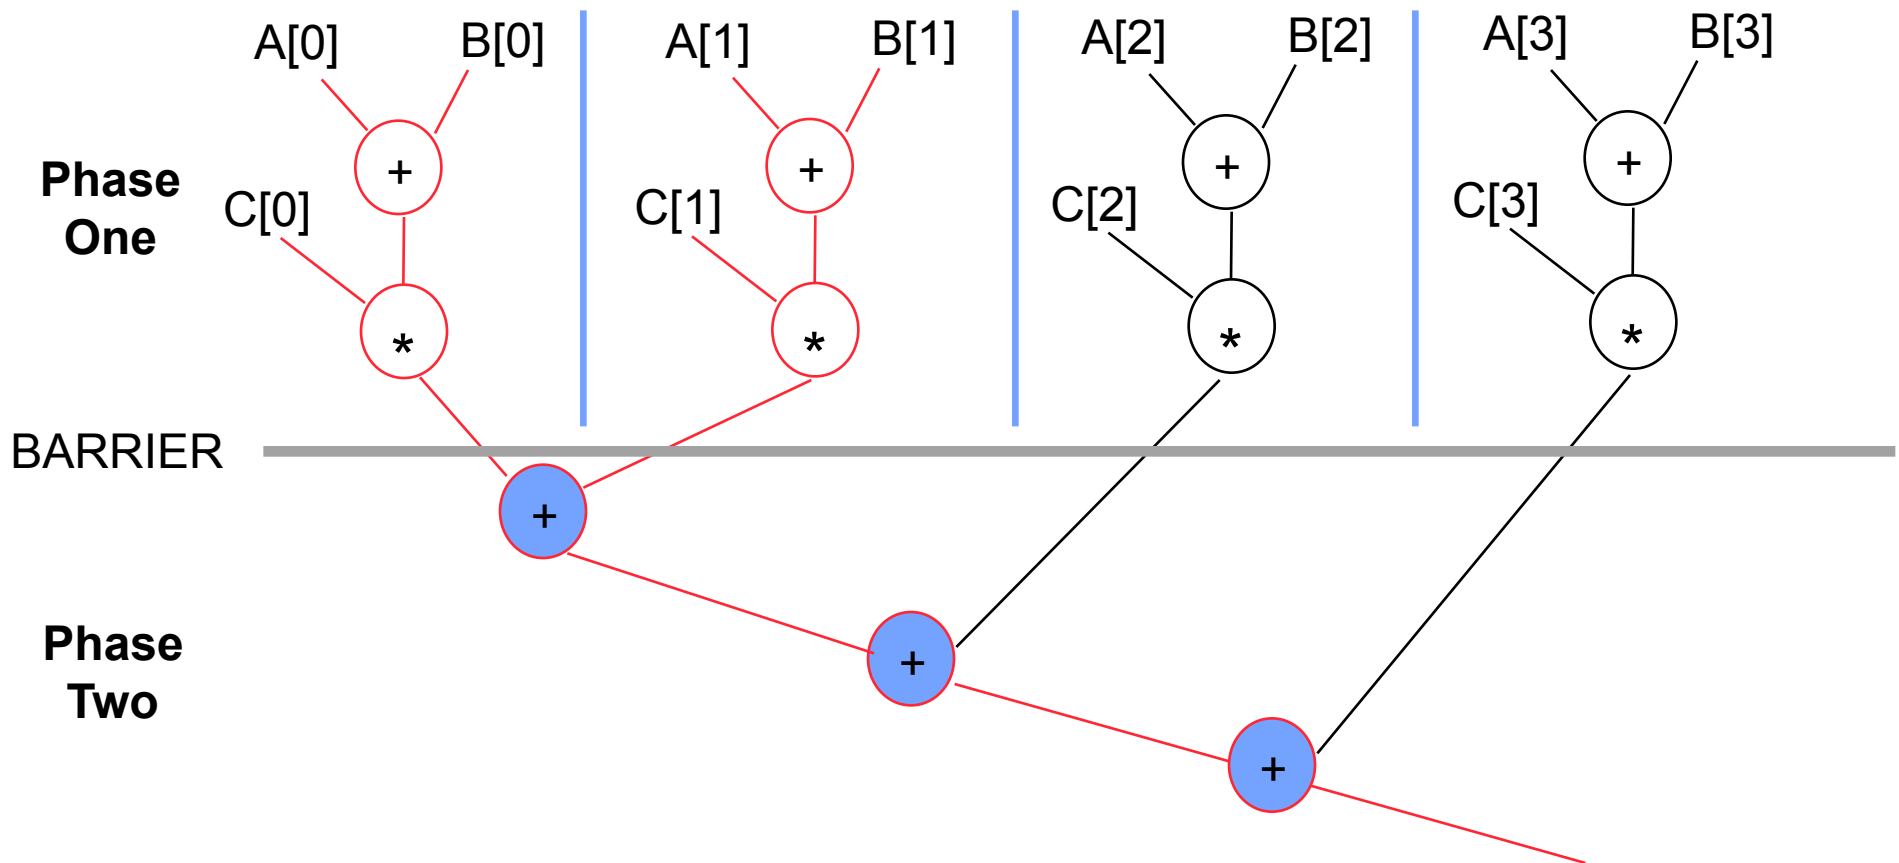 A[0] B[0] A[1] B[1] A[2] B[2] A[3] B[3]
+ + + +
Phase
One
C[0] C[1] C[2] C[3]
* * * *
BARRIER
+
+
Phase
Two
+